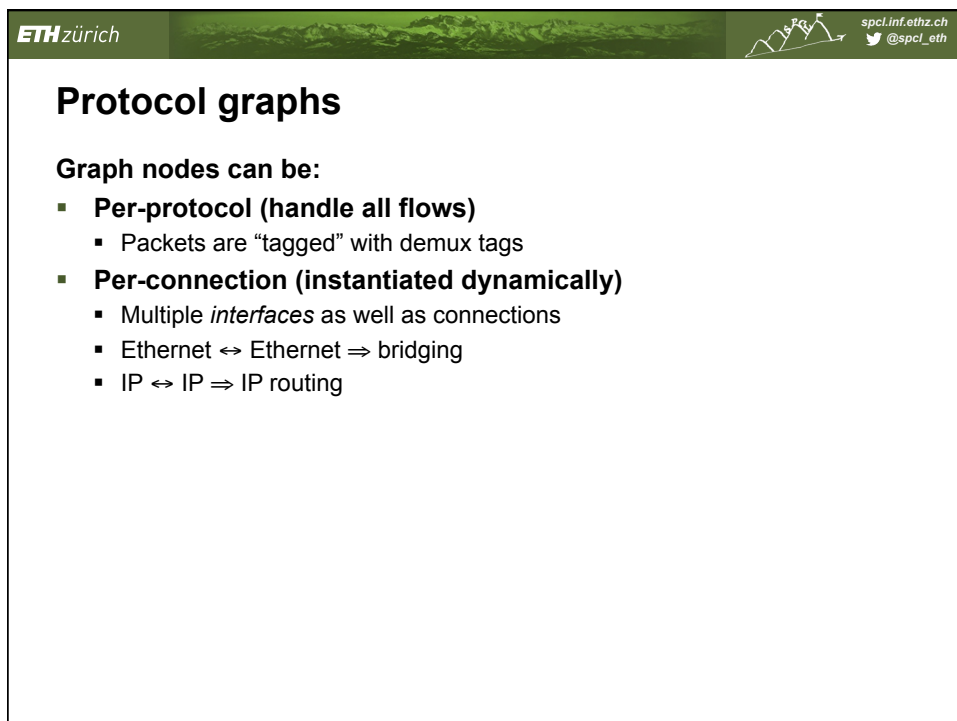 ETH zürich
SPCL
spcl.inf.ethz.ch
@spcl_eth
Protocol graphs
Graph nodes can be:
▪ Per-protocol (handle all flows)
▪ Packets are “tagged” with demux tags
▪ Per-connection (instantiated dynamically)
▪ Multiple interfaces as well as connections
▪ Ethernet ↔ Ethernet ⇒ bridging
▪ IP ↔ IP ⇒ IP routing